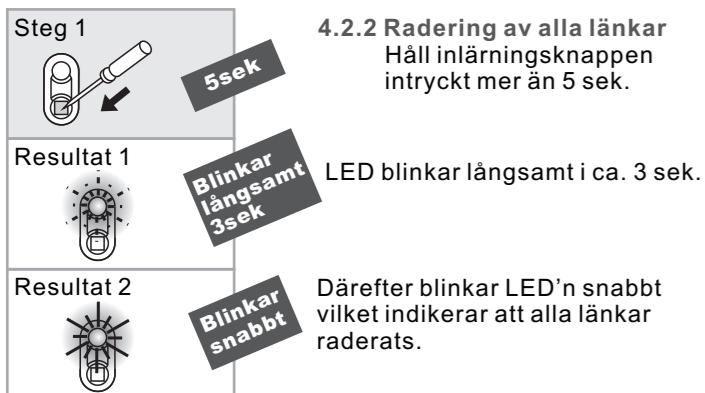 Steg 1
5sek
4.2.2 Radering av alla länkar
Håll inlärningsknappen
intryckt mer än 5 sek.
Resultat 1
Blinkar
långsamt
3sek
LED blinkar långsamt i ca. 3 sek.
Resultat 2
Blinkar
snabbt
Därefter blinkar LED’n snabbt
vilket indikerar att alla länkar
raderats.